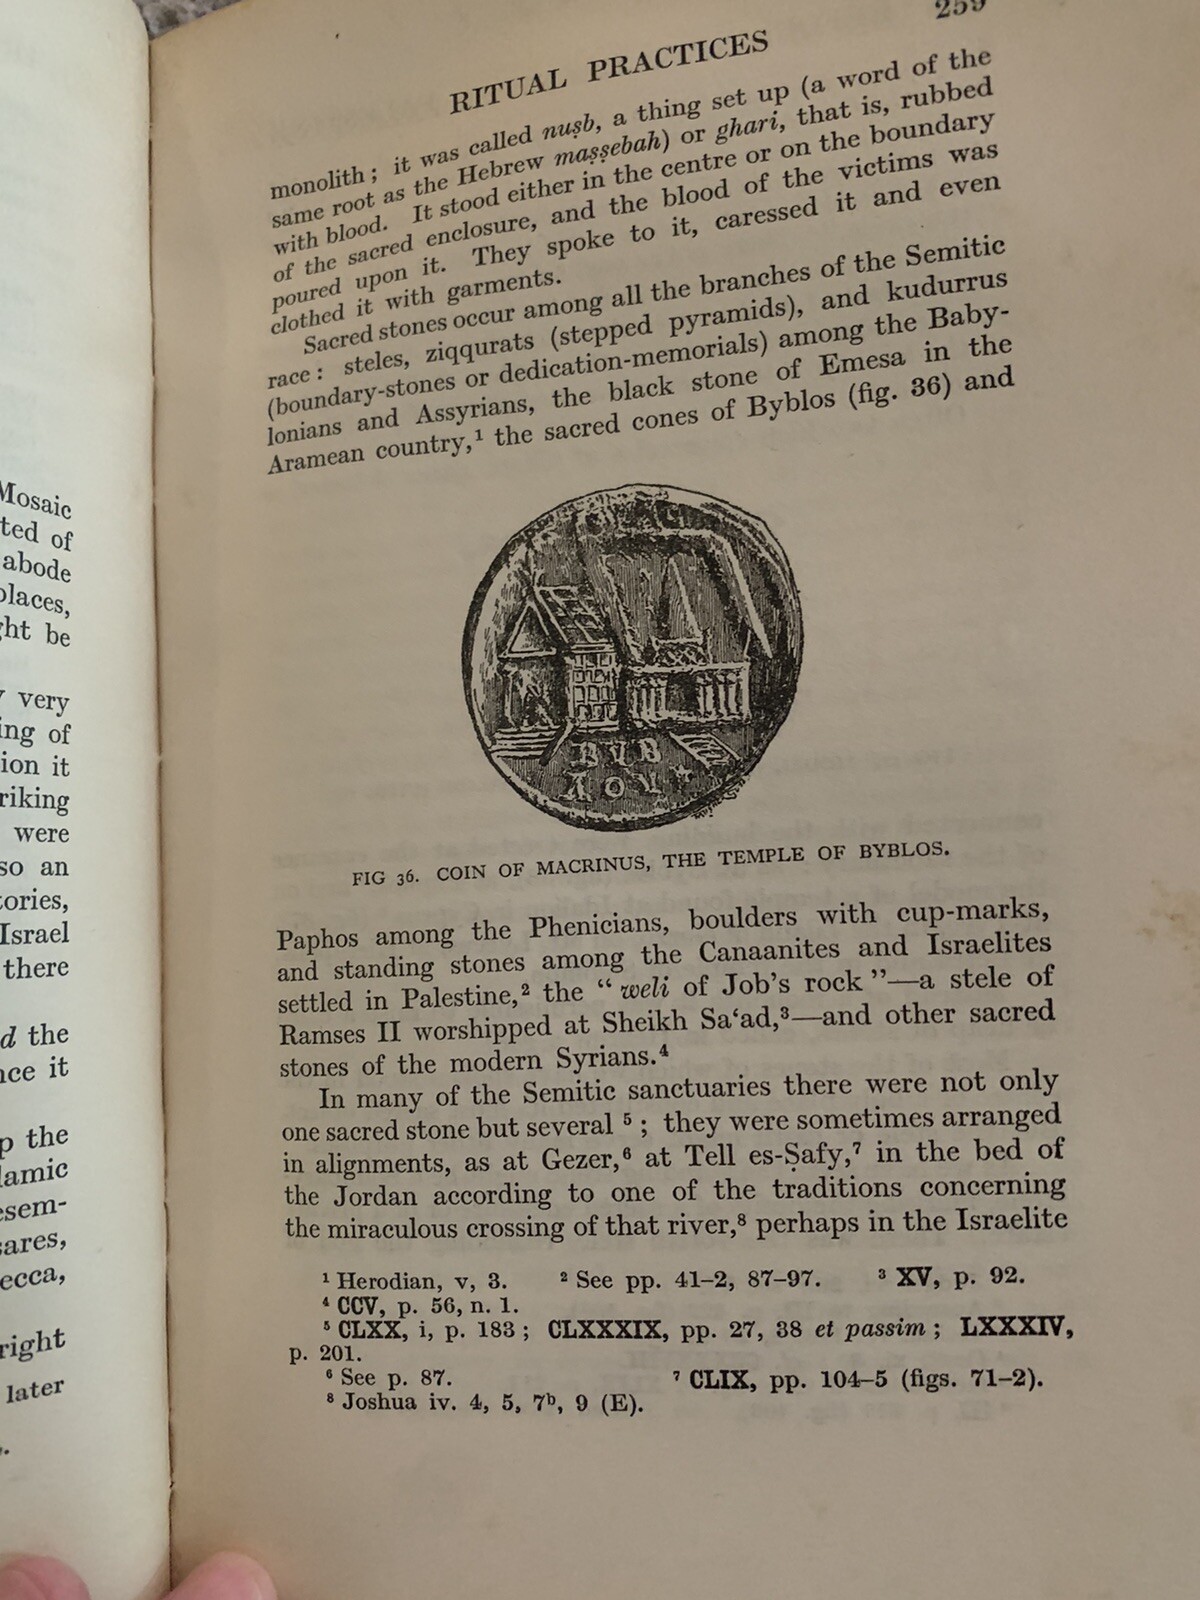 Mosaic
ted of
abode
places,
ght be
very
ing of
ion it
riking
were
so an
tories,
Israel
there
d the
nce it
p the
lamic
esem-
ares,
ecca,
right
later
259
RITUAL PRACTICES
monolith; it was called nuṣb, a thing set up (a word of the
same root as the Hebrew maṣṣebah) or ghari, that is, rubbed
with blood. It stood either in the centre or on the boundary
of the sacred enclosure, and the blood of the victims was
poured upon it. They spoke to it, caressed it and even
clothed it with garments.
Sacred stones occur among all the branches of the Semitic
race: steles, ziqqurats (stepped pyramids), and kudurrus
(boundary-stones or dedication-memorials) among the Baby-
lonians and Assyrians, the black stone of Emesa in the
Aramean country,¹ the sacred cones of Byblos (fig. 36) and
BVB
ΛOV
FIG 36. COIN OF MACRINUS, THE TEMPLE OF BYBLOS.
Paphos among the Phenicians, boulders with cup-marks,
and standing stones among the Canaanites and Israelites
settled in Palestine,² the “weli of Job's rock”—a stele of
Ramses II worshipped at Sheikh Sa‘ad,³—and other sacred
stones of the modern Syrians.⁴
In many of the Semitic sanctuaries there were not only
one sacred stone but several ⁵; they were sometimes arranged
in alignments, as at Gezer,⁶ at Tell es-Ṣafy,⁷ in the bed of
the Jordan according to one of the traditions concerning
the miraculous crossing of that river,⁸ perhaps in the Israelite
¹ Herodian, v, 3. ² See pp. 41–2, 87–97. ³ XV, p. 92.
⁴ CCV, p. 56, n. 1.
⁵ CLXX, i, p. 183; CLXXXIX, pp. 27, 38 et passim; LXXXIV,
p. 201.
⁶ See p. 87. ⁷ CLIX, pp. 104–5 (figs. 71–2).
⁸ Joshua iv. 4, 5, 7ᵇ, 9 (E).